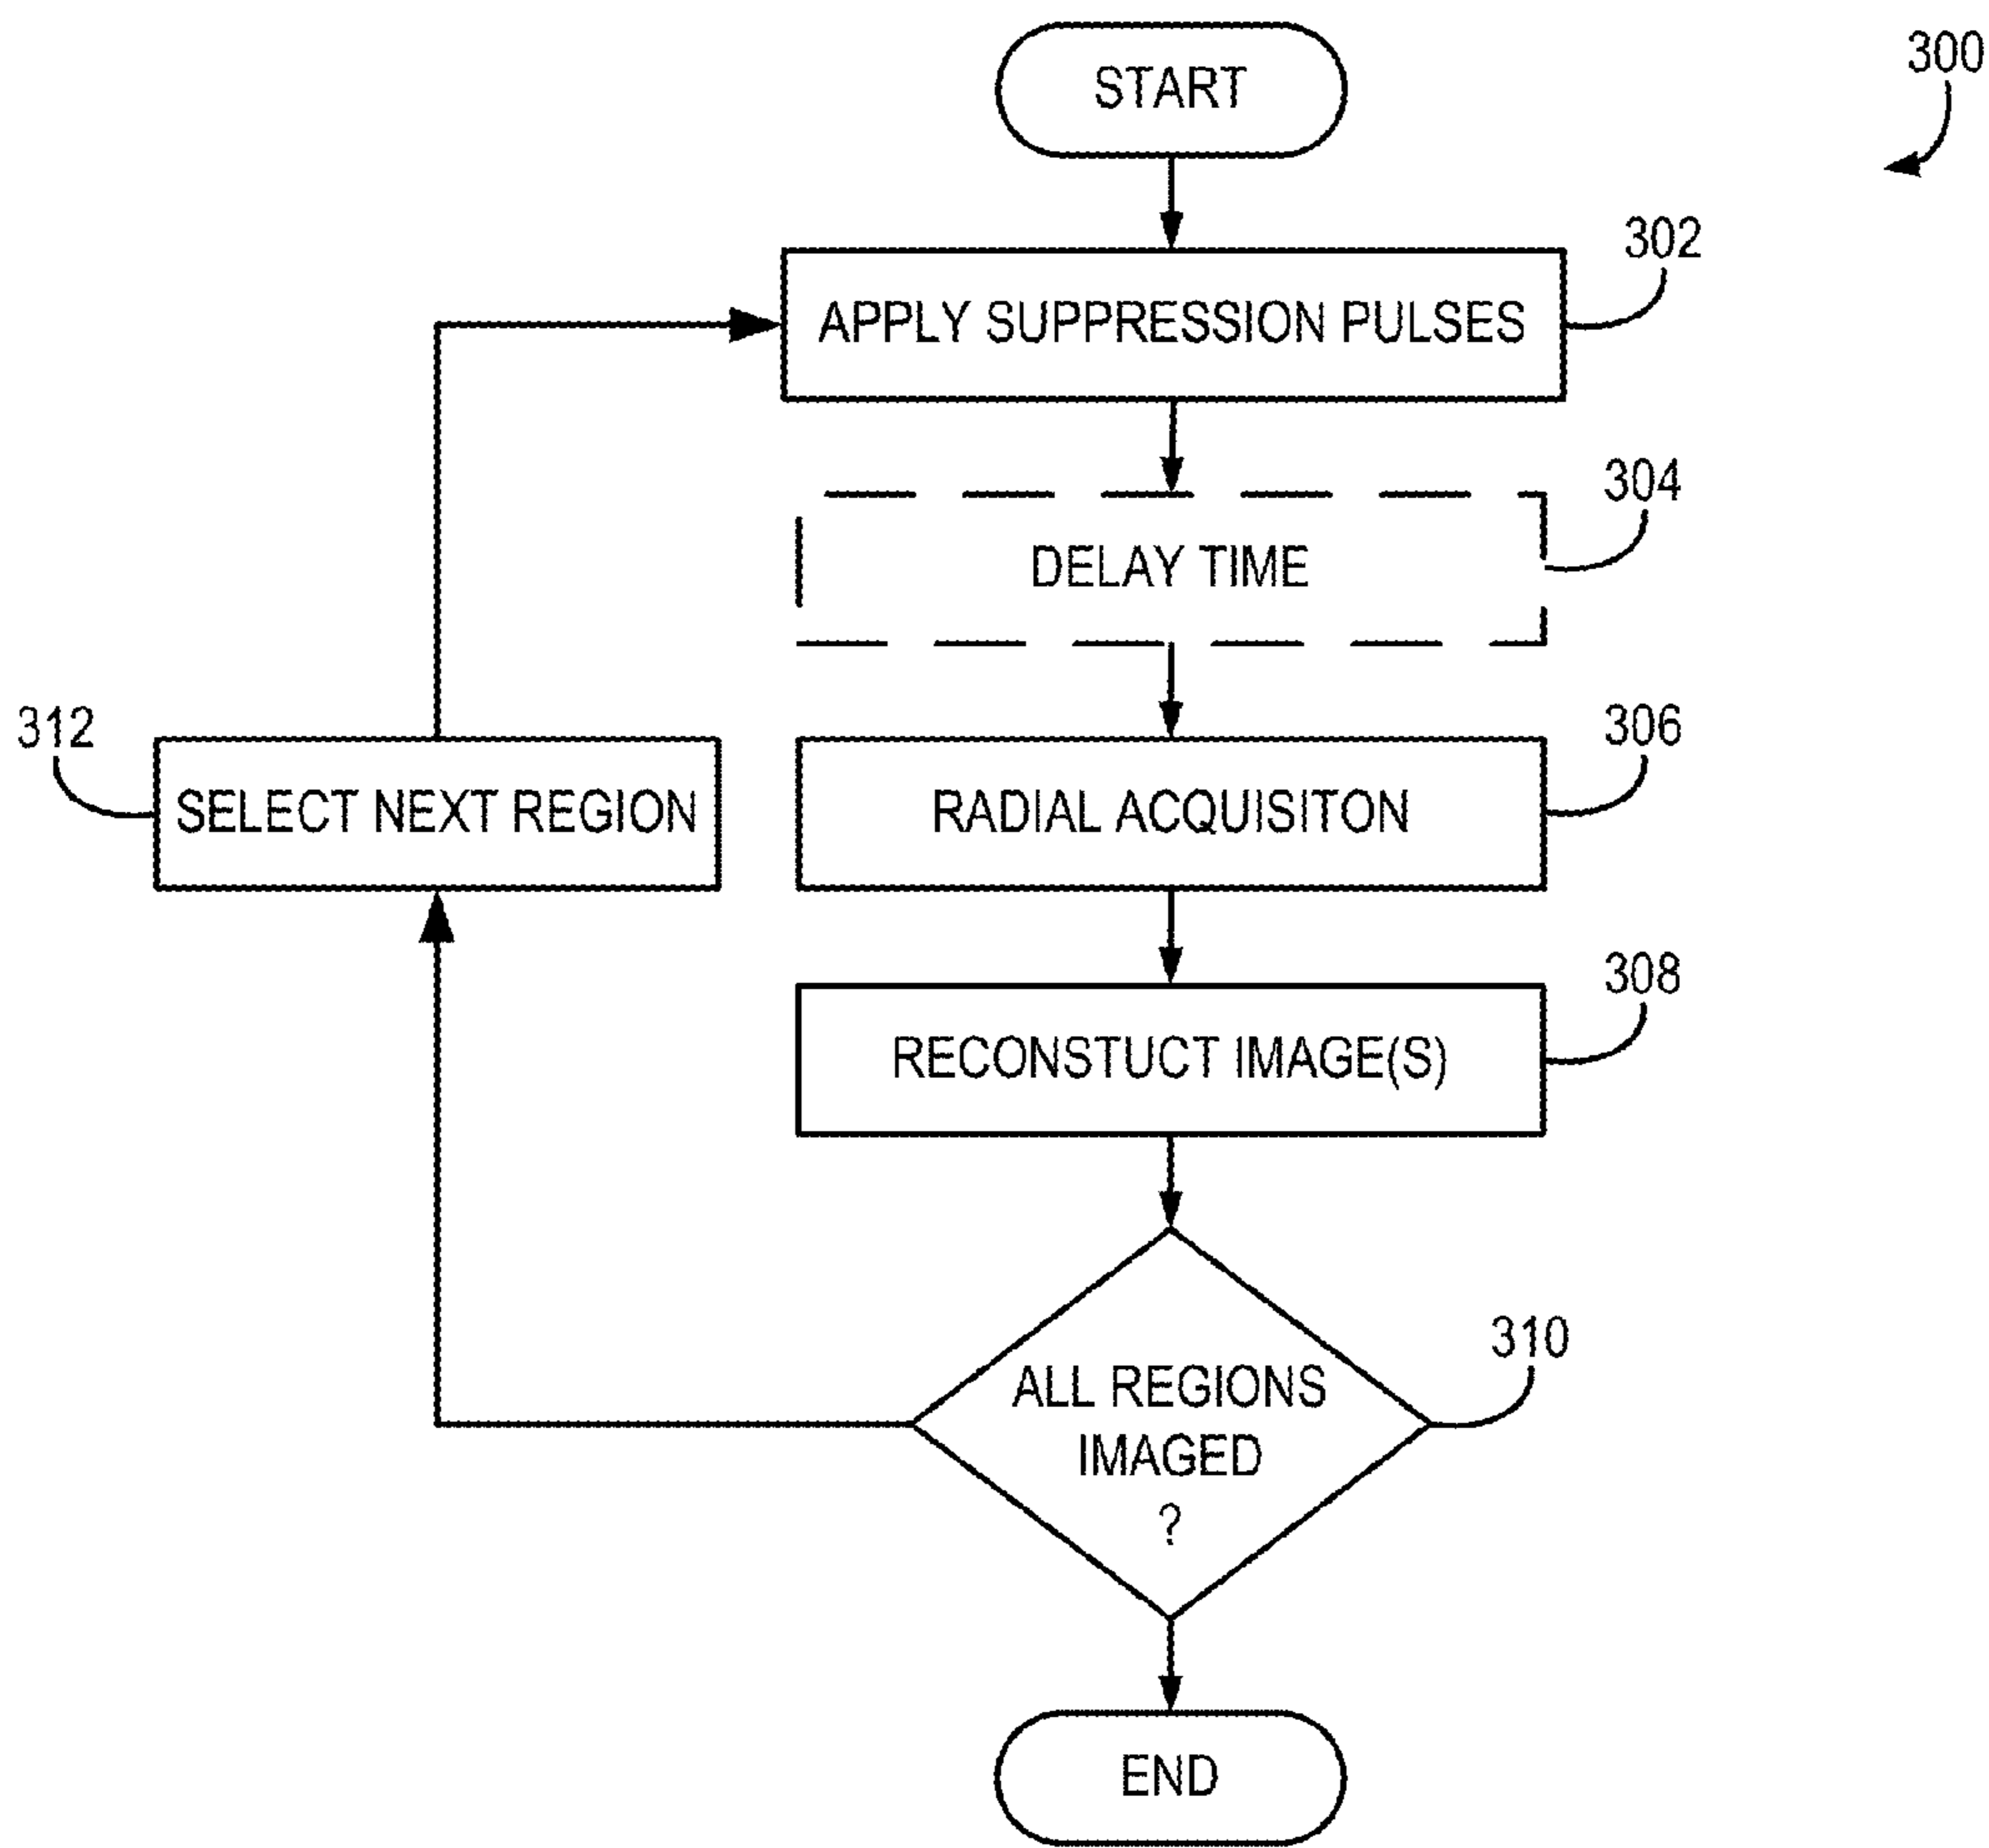 START
300
302
APPLY SUPPRESSION PULSES
304
DELAY TIME
312
306
SELECT NEXT REGION
RADIAL ACQUISITON
308
RECONSTUCT IMAGE(S)
310
ALL REGIONS
IMAGED
?
END